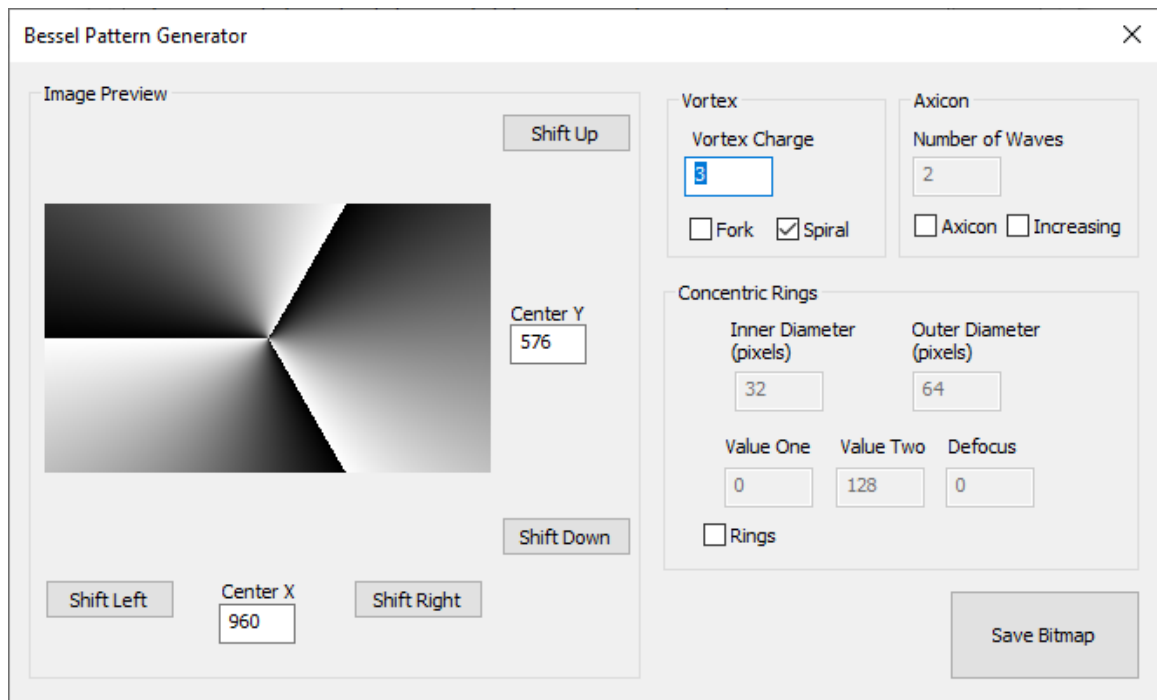 Bessel Pattern Generator
Image Preview
Shift Up
Center Y
576
Shift Down
Shift Left
Center X
960
Shift Right
Vortex
Vortex Charge
3
Fork
Spiral
Axicon
Number of Waves
2
Axicon
Increasing
Concentric Rings
Inner Diameter
(pixels)
32
Outer Diameter
(pixels)
64
Value One
0
Value Two
128
Defocus
0
Rings
Save Bitmap